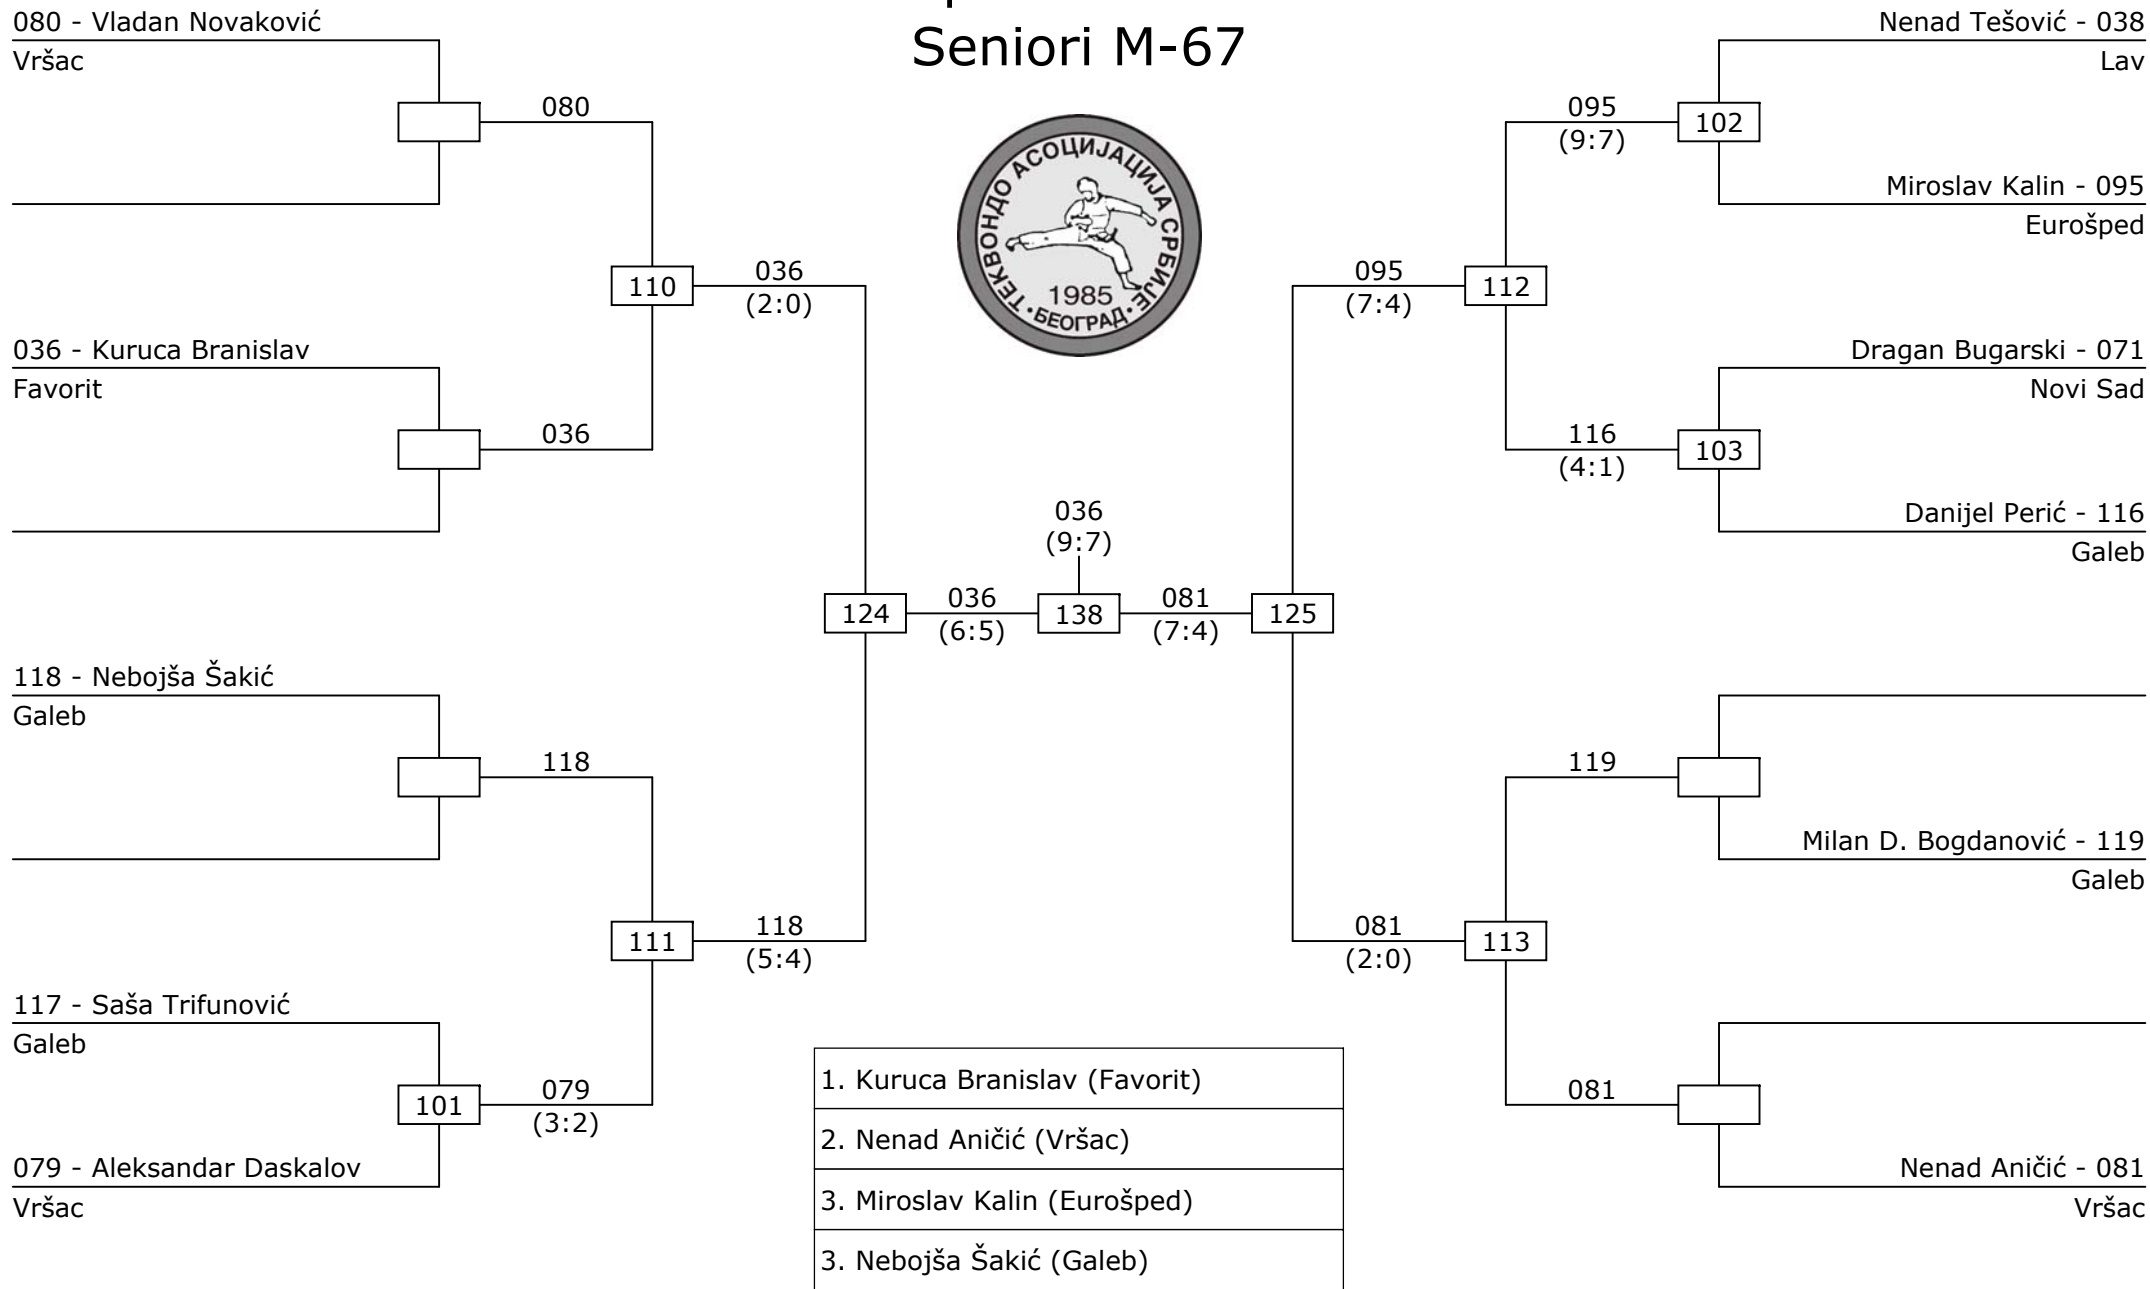 Seniori M-67
080 - Vladan Novaković
Vršac
080
036 - Kuruca Branislav
Favorit
036
110
036
(2:0)
118 - Nebojša Šakić
Galeb
118
117 - Saša Trifunović
Galeb
101
079
(3:2)
079 - Aleksandar Daskalov
Vršac
111
118
(5:4)
124
036
(6:5)
036
(9:7)
138
081
(7:4)
125
ТЕКВОНДО АСОЦИЈАЦИЈА СРБИЈЕ
1985
• БЕОГРАД •
Nenad Tešović - 038
Lav
095
(9:7)
102
Miroslav Kalin - 095
Eurošped
095
(7:4)
112
Dragan Bugarski - 071
Novi Sad
116
(4:1)
103
Danijel Perić - 116
Galeb
119
Milan D. Bogdanović - 119
Galeb
081
(2:0)
113
081
Nenad Aničić - 081
Vršac
1. Kuruca Branislav (Favorit)
2. Nenad Aničić (Vršac)
3. Miroslav Kalin (Eurošped)
3. Nebojša Šakić (Galeb)